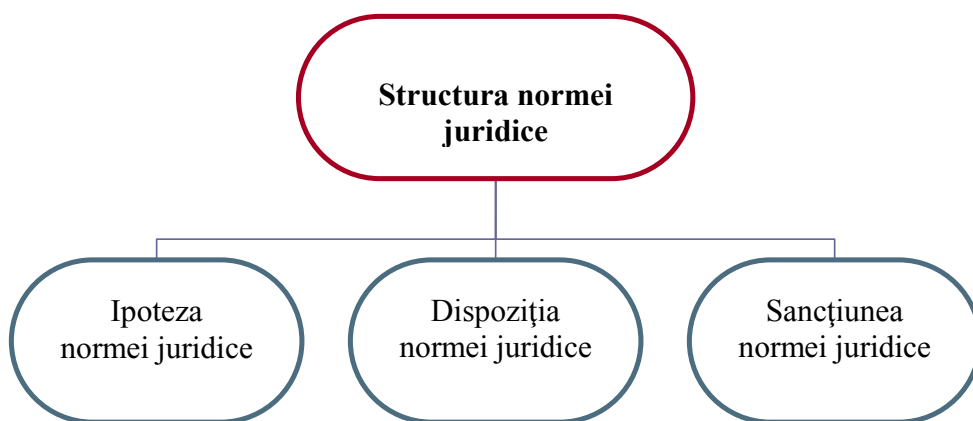 Structura normei
juridice
Ipoteza
normei juridice
Dispoziţia
normei juridice
Sancţiunea
normei juridice